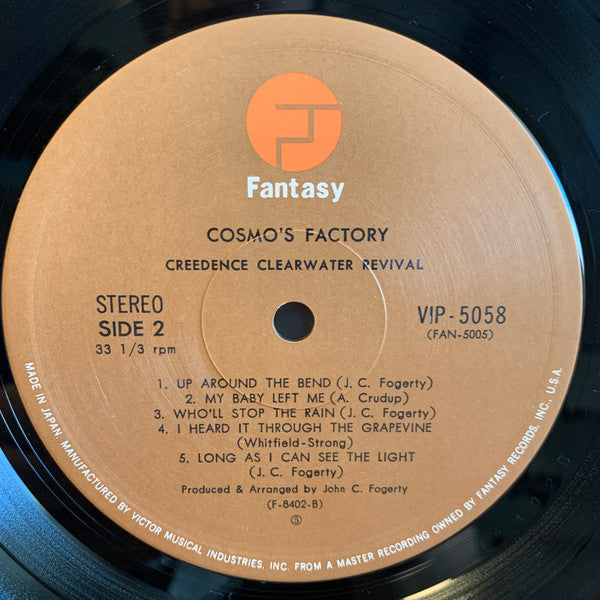 Fantasy
COSMO'S FACTORY
CREEDENCE CLEARWATER REVIVAL
STEREO
SIDE 2
33 1/3 rpm
VIP-5058
(FAN-5005)
1. UP AROUND THE BEND (J. C. Fogerty)
2. MY BABY LEFT ME (A. Crudup)
3. WHO'LL STOP THE RAIN (J. C. Fogerty)
4. I HEARD IT THROUGH THE GRAPEVINE
(Whitfield-Strong)
5. LONG AS I CAN SEE THE LIGHT
(J. C. Fogerty)
Produced & Arranged by John C. Fogerty
(F-8402-B)
Ⓢ
MADE IN JAPAN. MANUFACTURED BY VICTOR MUSICAL INDUSTRIES, INC. FROM A MASTER RECORDING OWNED BY FANTASY RECORDS, INC., U.S.A.